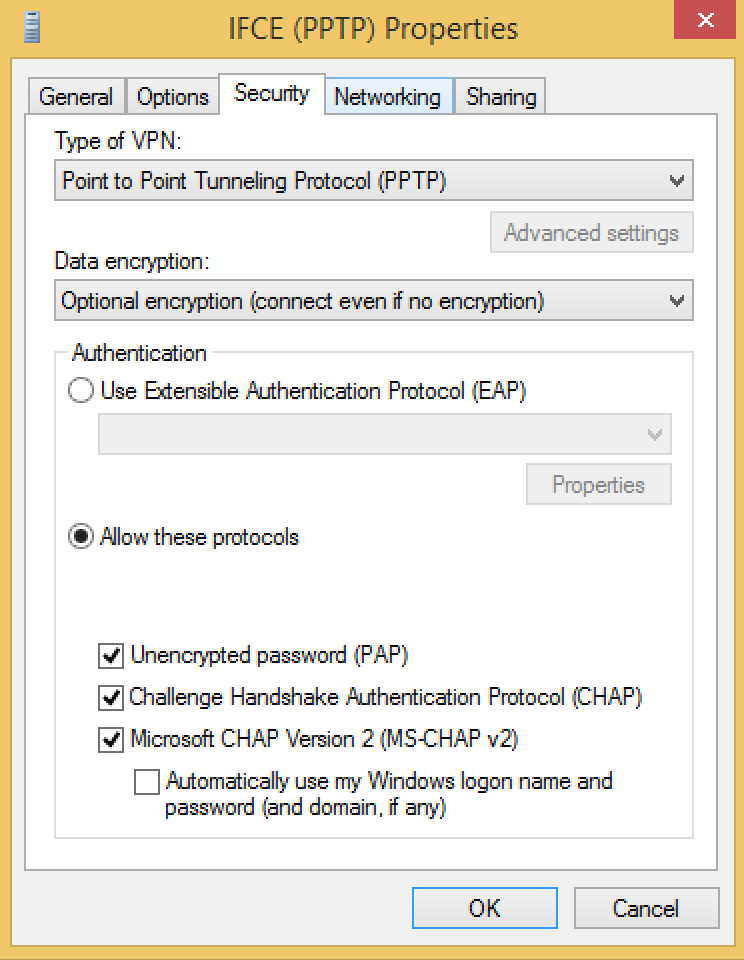 IFCE (PPTP) Properties
General Options Security Networking Sharing
Type of VPN:
Point to Point Tunneling Protocol (PPTP)
Advanced settings
Data encryption:
Optional encryption (connect even if no encryption)
Authentication
Use Extensible Authentication Protocol (EAP)
Properties
Allow these protocols
Unencrypted password (PAP)
Challenge Handshake Authentication Protocol (CHAP)
Microsoft CHAP Version 2 (MS-CHAP v2)
Automatically use my Windows logon name and
password (and domain, if any)
OK Cancel